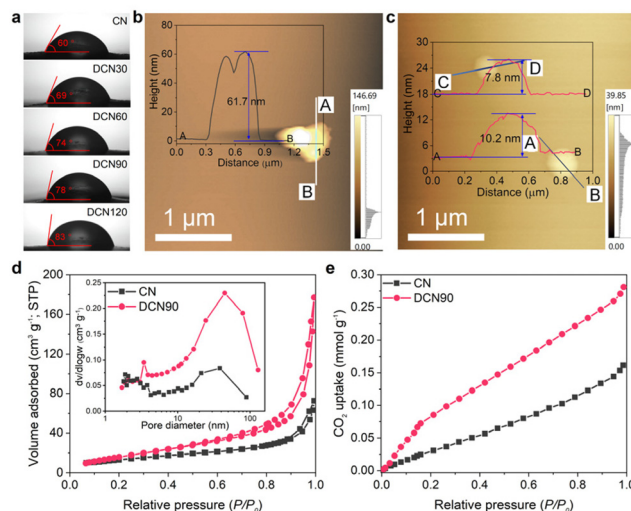 a
CN
60
DCN30
69
DCN60
74
DCN90
78
DCN120
83
b
80
60
40
20
0
Height (nm)
61.7 nm
A
B
0.0 0.3 0.6 0.9 1.2 1.5
Distance (μm)
A
B
1 μm
146.69
[nm]
0.00
c
30
24
18
12
6
0
Height (nm)
C
D
7.8 nm
C
D
10.2 nm
A
A
B
B
0.0 0.2 0.4 0.6 0.8 1.0
Distance (μm)
1 μm
39.85
[nm]
0.00
d
200
160
120
80
40
0
Volume adsorbed (cm³ g⁻¹; STP)
CN
DCN90
0.25
0.20
0.15
0.10
0.05
0.00
dv/dlogw (cm³ g⁻¹)
1 10 100
Pore diameter (nm)
0.0 0.2 0.4 0.6 0.8 1.0
Relative pressure (P/P₀)
e
0.30
0.25
0.20
0.15
0.10
0.05
0.00
CO₂ uptake (mmol g⁻¹)
CN
DCN90
0.0 0.2 0.4 0.6 0.8 1.0
Relative pressure (P/P₀)